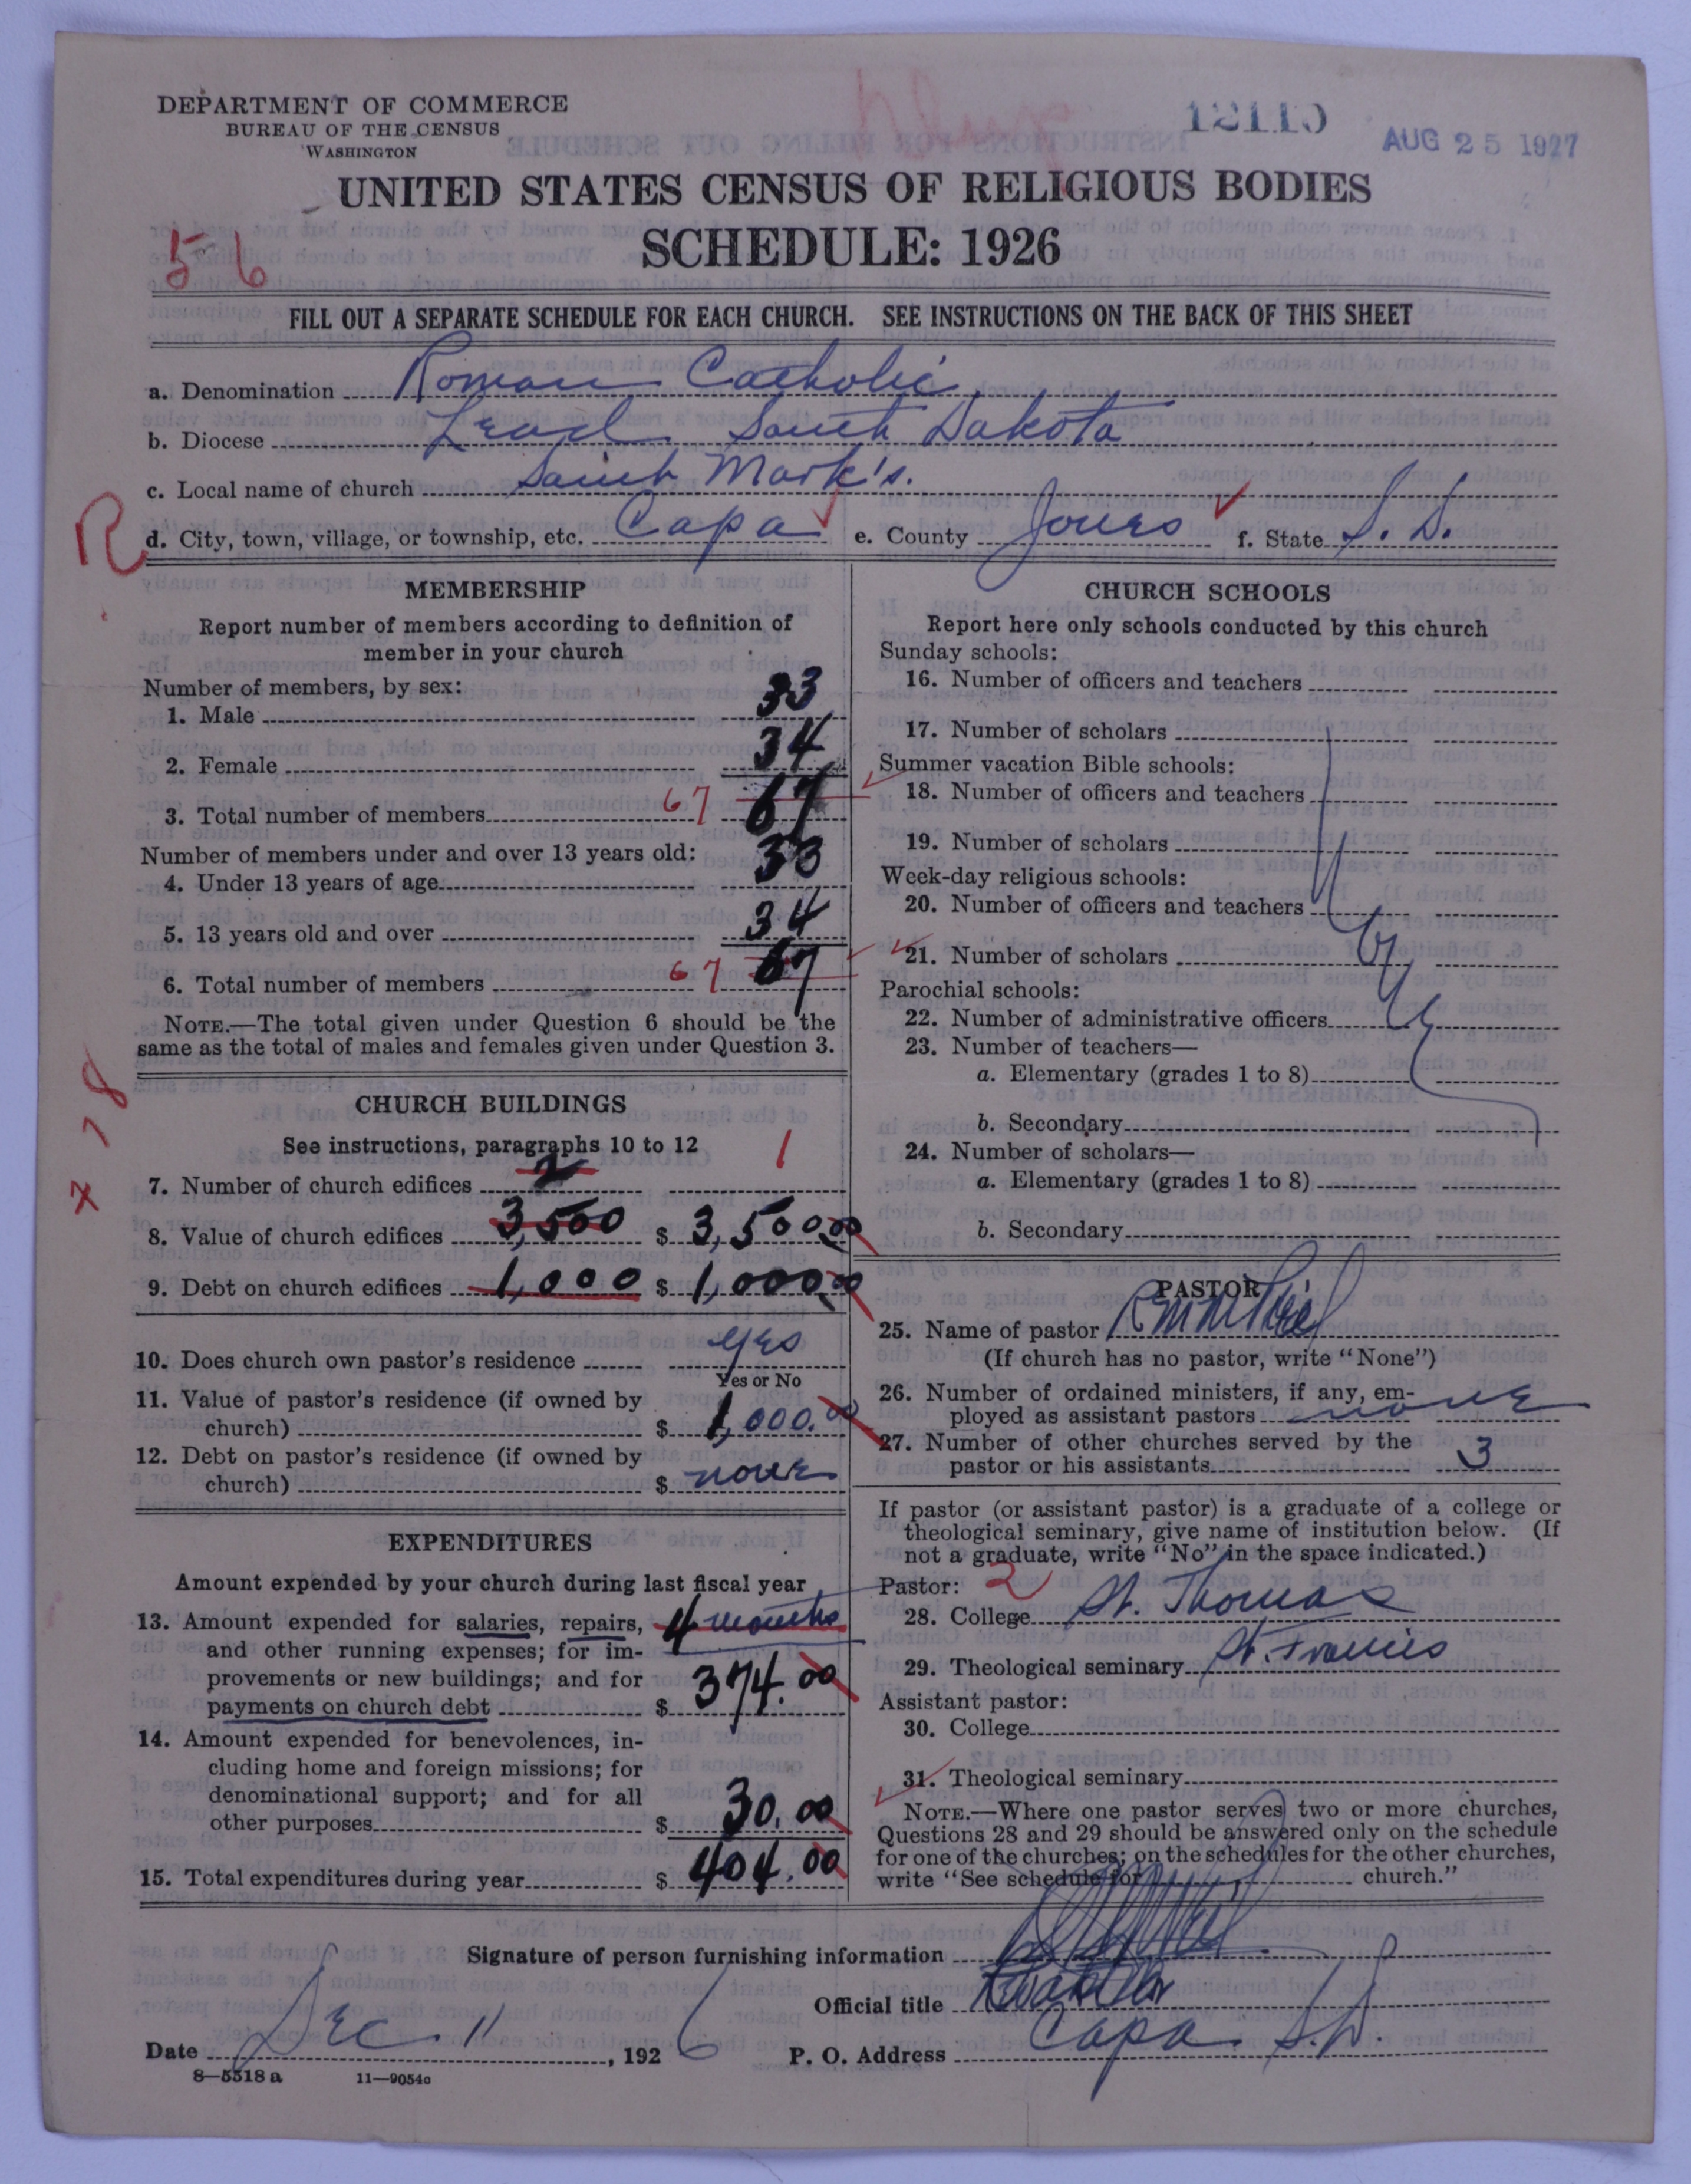 DEPARTMENT OF COMMERCE
BUREAU OF THE CENSUS
WASHINGTON
AUG 25 1927
UNITED STATES CENSUS OF RELIGIOUS BODIES
SCHEDULE: 1926
56
FILL OUT A SEPARATE SCHEDULE FOR EACH CHURCH. SEE INSTRUCTIONS ON THE BACK OF THIS SHEET
a. Denomination Roman Catholic
b. Diocese Lead South Dakota
c. Local name of church Saint Mark's.
R
d. City, town, village, or township, etc. Capa e. County Jones f. State S. D.
MEMBERSHIP
Report number of members according to definition of
member in your church
Number of members, by sex:
1. Male 33
2. Female 34
3. Total number of members 67 67
Number of members under and over 13 years old:
4. Under 13 years of age 33
5. 13 years old and over 34
6. Total number of members 67 67
NOTE.—The total given under Question 6 should be the
same as the total of males and females given under Question 3.
CHURCH BUILDINGS
See instructions, paragraphs 10 to 12
7. Number of church edifices 2 1
8. Value of church edifices 3,500 $ 3,500.00
9. Debt on church edifices 1,000 $ 1,000.00
10. Does church own pastor's residence yes
Yes or No
11. Value of pastor's residence (if owned by
church) $ 1,000.00
12. Debt on pastor's residence (if owned by
church) $ none
EXPENDITURES
Amount expended by your church during last fiscal year
13. Amount expended for salaries, repairs, 4 months
and other running expenses; for im-
provements or new buildings; and for
payments on church debt $ 374.00
14. Amount expended for benevolences, in-
cluding home and foreign missions; for
denominational support; and for all
other purposes $ 30.00
15. Total expenditures during year $ 404.00
CHURCH SCHOOLS
Report here only schools conducted by this church
Sunday schools:
16. Number of officers and teachers
17. Number of scholars
Summer vacation Bible schools:
18. Number of officers and teachers
19. Number of scholars
Week-day religious schools:
20. Number of officers and teachers
21. Number of scholars
Parochial schools:
22. Number of administrative officers
23. Number of teachers—
a. Elementary (grades 1 to 8)
b. Secondary
24. Number of scholars—
a. Elementary (grades 1 to 8)
b. Secondary
PASTOR
25. Name of pastor
(If church has no pastor, write "None")
26. Number of ordained ministers, if any, em-
ployed as assistant pastors none
27. Number of other churches served by the
pastor or his assistants 3
If pastor (or assistant pastor) is a graduate of a college or
theological seminary, give name of institution below. (If
not a graduate, write "No" in the space indicated.)
Pastor: 2
28. College St. Thomas
29. Theological seminary St. Francis
Assistant pastor:
30. College
31. Theological seminary
NOTE.—Where one pastor serves two or more churches,
Questions 28 and 29 should be answered only on the schedule
for one of the churches; on the schedules for the other churches,
write "See schedule for church."
Signature of person furnishing information
Official title
Date Dec. 11, 1926 P. O. Address Capa S.D.
8—5518 a 11—9054o